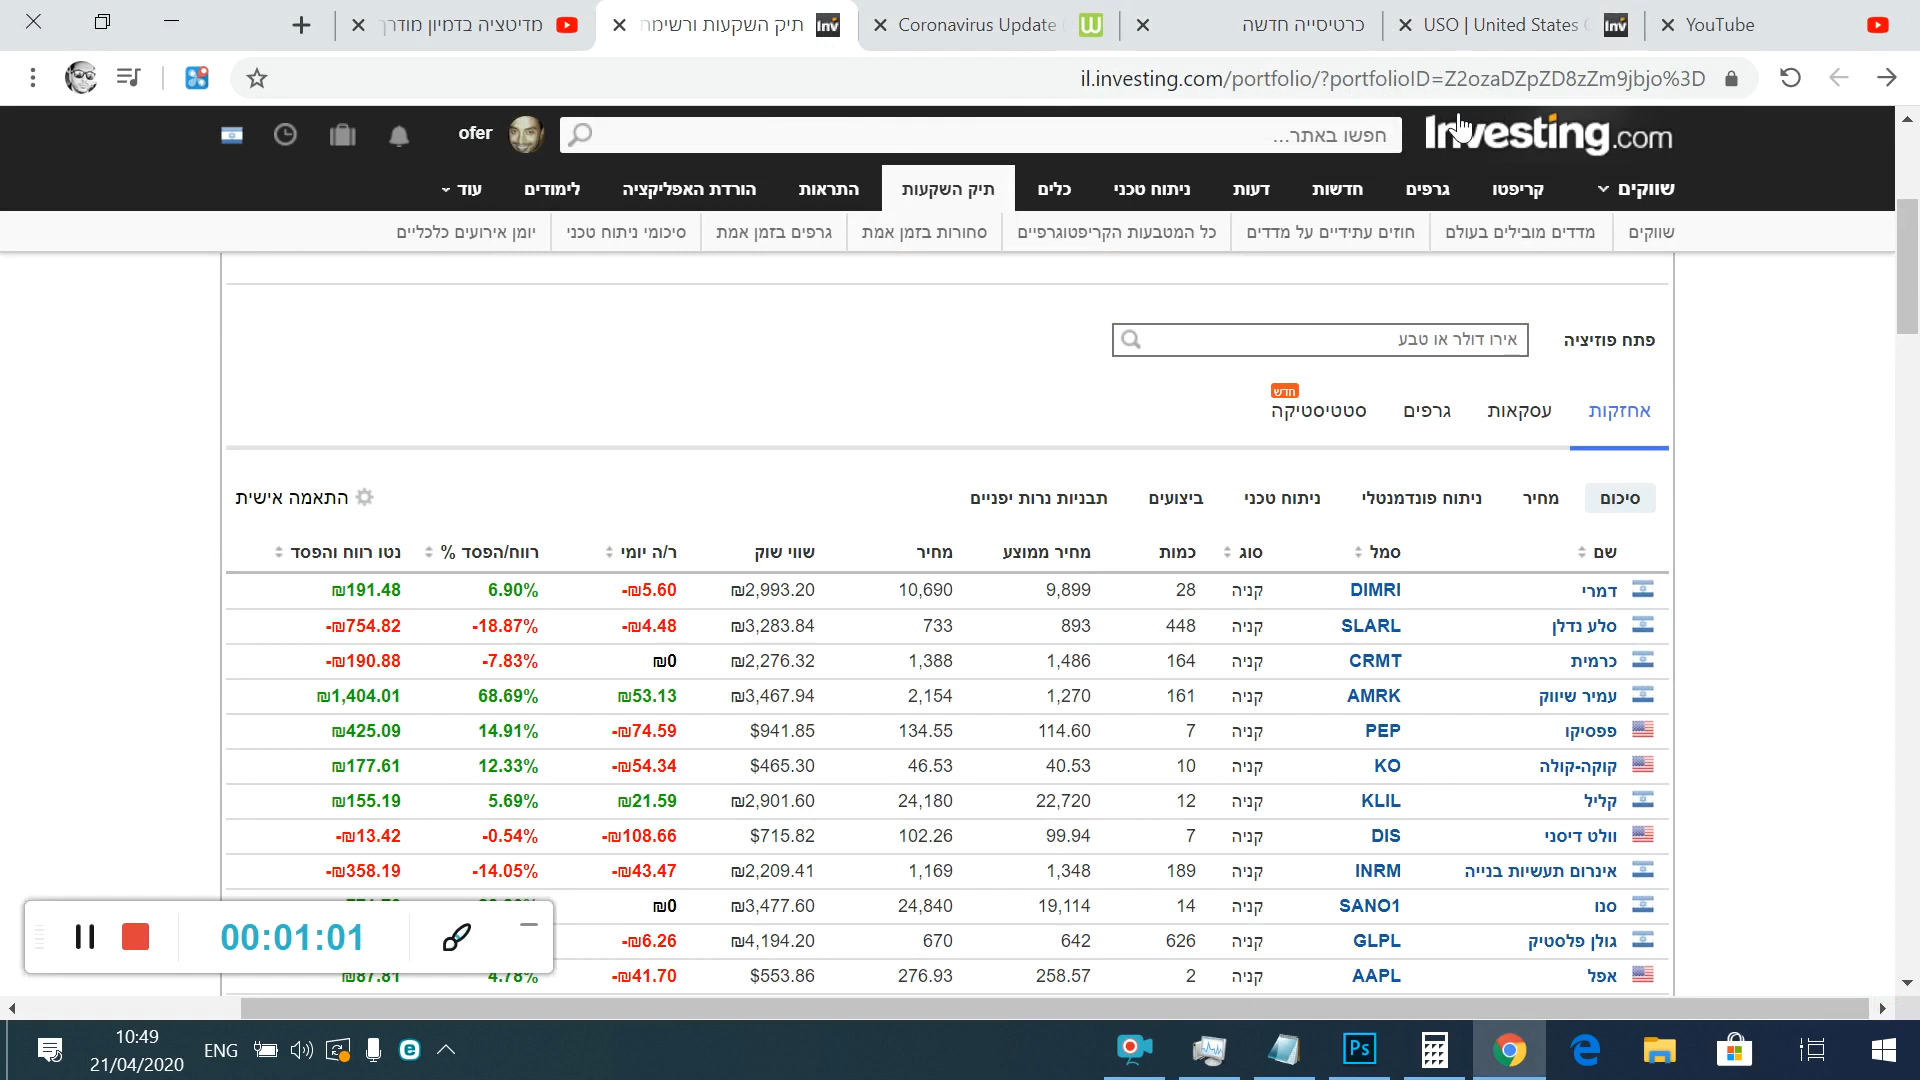 YouTube
USO | United States
כרטיסייה חדשה
Coronavirus Update
תיק השקעות ורשימת
מדיטציה בדמיון מודרך
il.investing.com/portfolio/?portfolioID=Z2ozaDZpZD8zZm9jbjo%3D
Investing.com
חפשו באתר...
ofer
שווקים קריפטו גרפים חדשות דעות ניתוח טכני כלים תיק השקעות התראות הורדת האפליקציה לימודים עוד
שווקים מדדים מובילים בעולם חוזים עתידיים על מדדים כל המטבעות הקריפטוגרפיים סחורות בזמן אמת גרפים בזמן אמת סיכומי ניתוח טכני יומן אירועים כלכליים
פתח פוזיציה אירו דולר או טבע
חדש
אחזקות עסקאות גרפים סטטיסטיקה
סיכום מחיר ניתוח פונדמנטלי ניתוח טכני ביצועים תבניות נרות יפניים התאמה אישית
שם סמל סוג כמות מחיר ממוצע מחיר שווי שוק ר/ה יומי רווח/הפסד % נטו רווח והפסד
דמרי DIMRI קניה 28 9,899 10,690 ₪2,993.20 -₪5.60 6.90% ₪191.48
סלע נדלן SLARL קניה 448 893 733 ₪3,283.84 -₪4.48 -18.87% -₪754.82
כרמית CRMT קניה 164 1,486 1,388 ₪2,276.32 ₪0 -7.83% -₪190.88
עמיר שיווק AMRK קניה 161 1,270 2,154 ₪3,467.94 ₪53.13 68.69% ₪1,404.01
פפסיקו PEP קניה 7 114.60 134.55 $941.85 -₪74.59 14.91% ₪425.09
קוקה-קולה KO קניה 10 40.53 46.53 $465.30 -₪54.34 12.33% ₪177.61
קליל KLIL קניה 12 22,720 24,180 ₪2,901.60 ₪21.59 5.69% ₪155.19
וולט דיסני DIS קניה 7 99.94 102.26 $715.82 -₪108.66 -0.54% -₪13.42
אינרום תעשיות בנייה INRM קניה 189 1,348 1,169 ₪2,209.41 -₪43.47 -14.05% -₪358.19
סנו SANO1 קניה 14 19,114 24,840 ₪3,477.60 ₪0
גולן פלסטיק GLPL קניה 626 642 670 ₪4,194.20 -₪6.26
אפל AAPL קניה 2 258.57 276.93 $553.86 -₪41.70 4.78% ₪87.81
00:01:01
Ps
ENG
10:49
21/04/2020